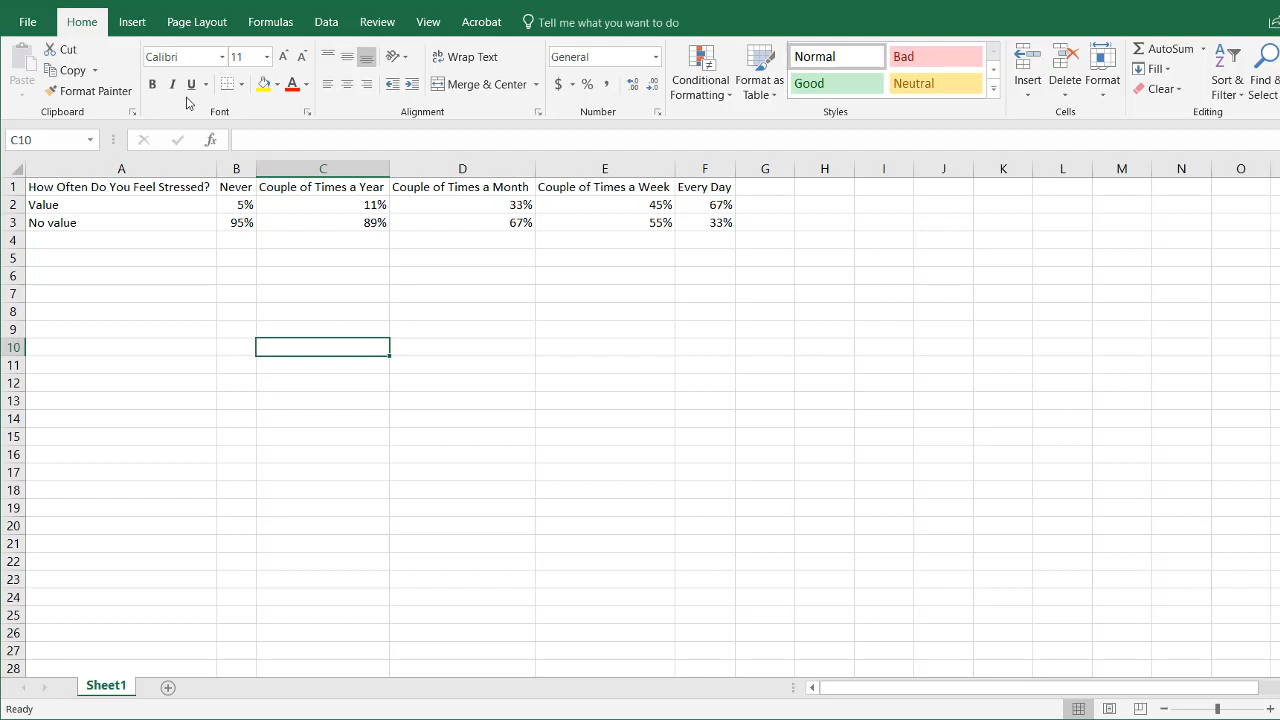 File Home Insert Page Layout Formulas Data Review View Acrobat Tell me what you want to do
Cut Calibri 11 Wrap Text General Normal Bad AutoSum
Paste Copy Conditional Format as Insert Delete Format Fill Sort & Find &
Format Painter B I U A Merge & Center $ % , Formatting Table Good Neutral Clear Filter Select
Clipboard Font Alignment Number Styles Cells Editing
C10 fx
A B C D E F G H I J K L M N O
1 How Often Do You Feel Stressed? Never Couple of Times a Year Couple of Times a Month Couple of Times a Week Every Day
2 Value 5% 11% 33% 45% 67%
3 No value 95% 89% 67% 55% 33%
4
5
6
7
8
9
10
11
12
13
14
15
16
17
18
19
20
21
22
23
24
25
26
27
28
Sheet1
Ready